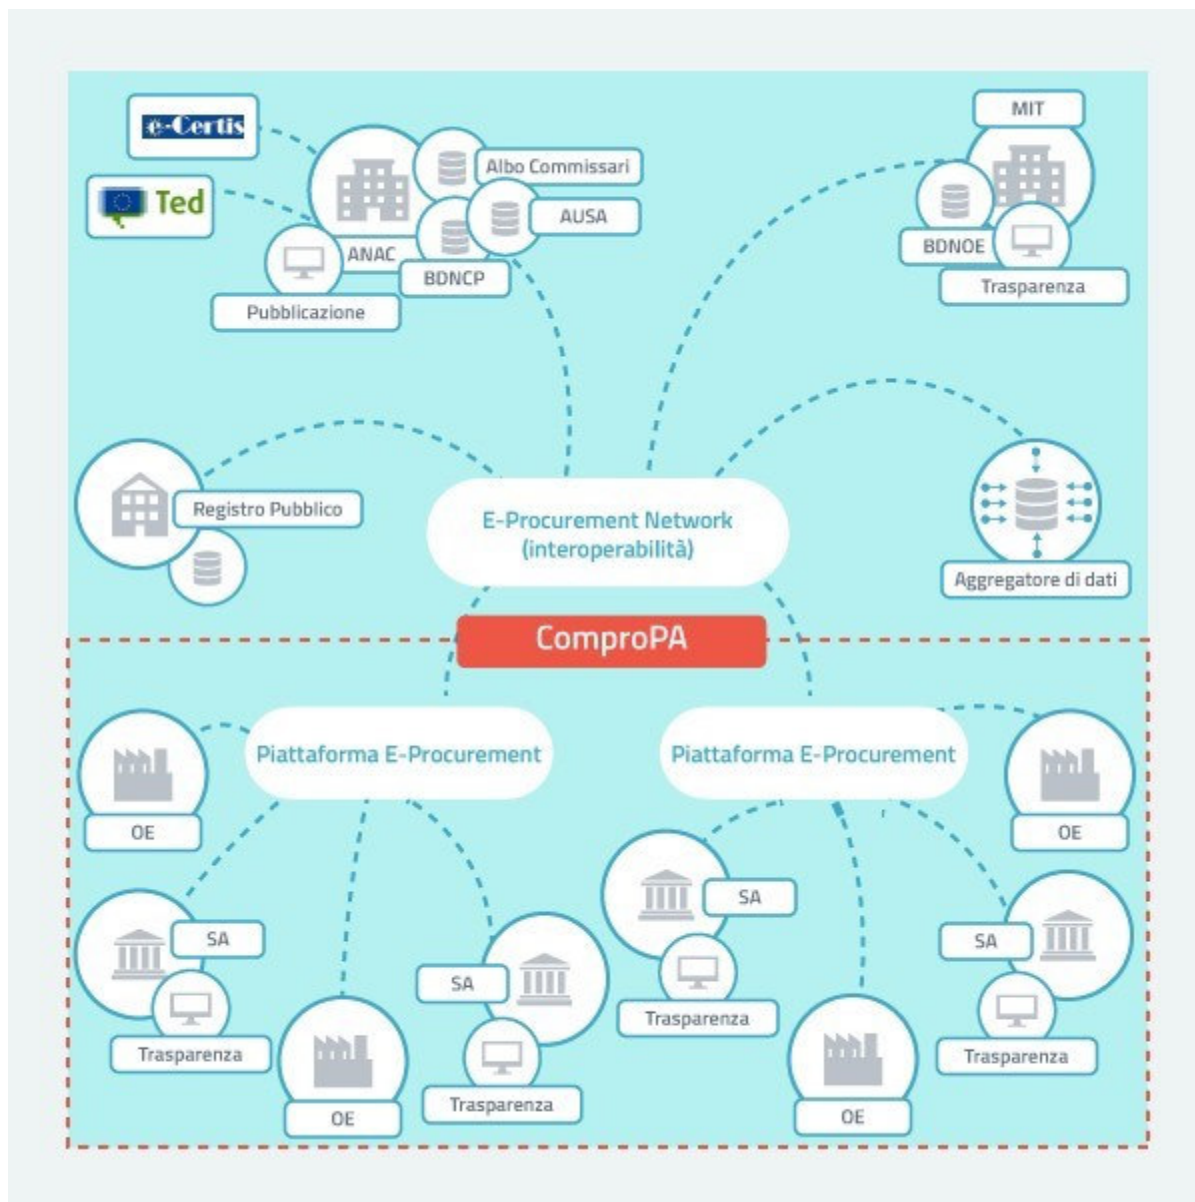 e-Certis
Ted
MIT
Albo Commissari
AUSA
ANAC
BDNCP
Pubblicazione
BDNOE
Trasparenza
Registro Pubblico
E-Procurement Network
(interoperabilità)
Aggregatore di dati
ComproPA
Piattaforma E-Procurement
Piattaforma E-Procurement
OE
OE
SA
Trasparenza
OE
SA
Trasparenza
SA
Trasparenza
OE
SA
Trasparenza